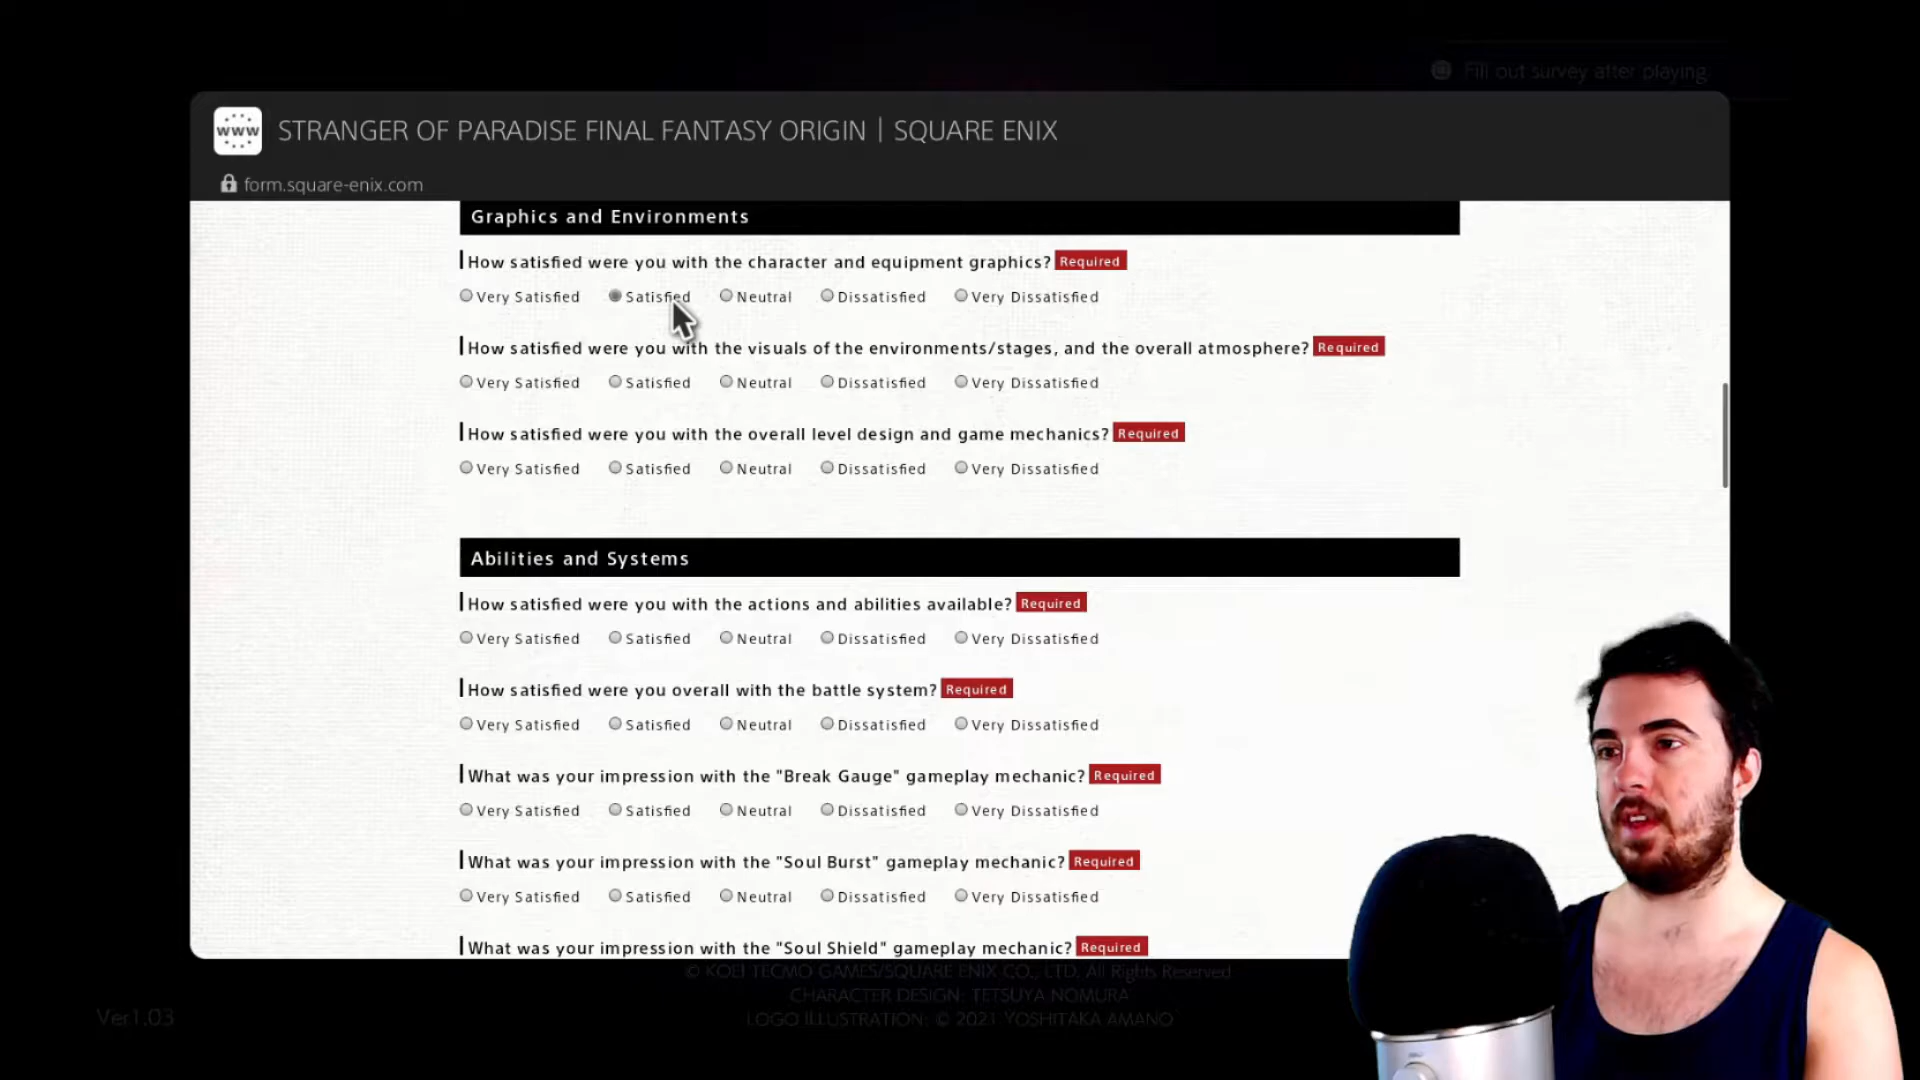 Fill out survey after playing.
www
STRANGER OF PARADISE FINAL FANTASY ORIGIN | SQUARE ENIX
form.square-enix.com
Graphics and Environments
How satisfied were you with the character and equipment graphics? Required
Very Satisfied Satisfied Neutral Dissatisfied Very Dissatisfied
How satisfied were you with the visuals of the environments/stages, and the overall atmosphere? Required
Very Satisfied Satisfied Neutral Dissatisfied Very Dissatisfied
How satisfied were you with the overall level design and game mechanics? Required
Very Satisfied Satisfied Neutral Dissatisfied Very Dissatisfied
Abilities and Systems
How satisfied were you with the actions and abilities available? Required
Very Satisfied Satisfied Neutral Dissatisfied Very Dissatisfied
How satisfied were you overall with the battle system? Required
Very Satisfied Satisfied Neutral Dissatisfied Very Dissatisfied
What was your impression with the "Break Gauge" gameplay mechanic? Required
Very Satisfied Satisfied Neutral Dissatisfied Very Dissatisfied
What was your impression with the "Soul Burst" gameplay mechanic? Required
Very Satisfied Satisfied Neutral Dissatisfied Very Dissatisfied
What was your impression with the "Soul Shield" gameplay mechanic? Required
© KOEI TECMO GAMES/SQUARE ENIX CO., LTD. All Rights Reserved
CHARACTER DESIGN: TETSUYA NOMURA
LOGO ILLUSTRATION: © 2021 YOSHITAKA AMANO
Ver1.03